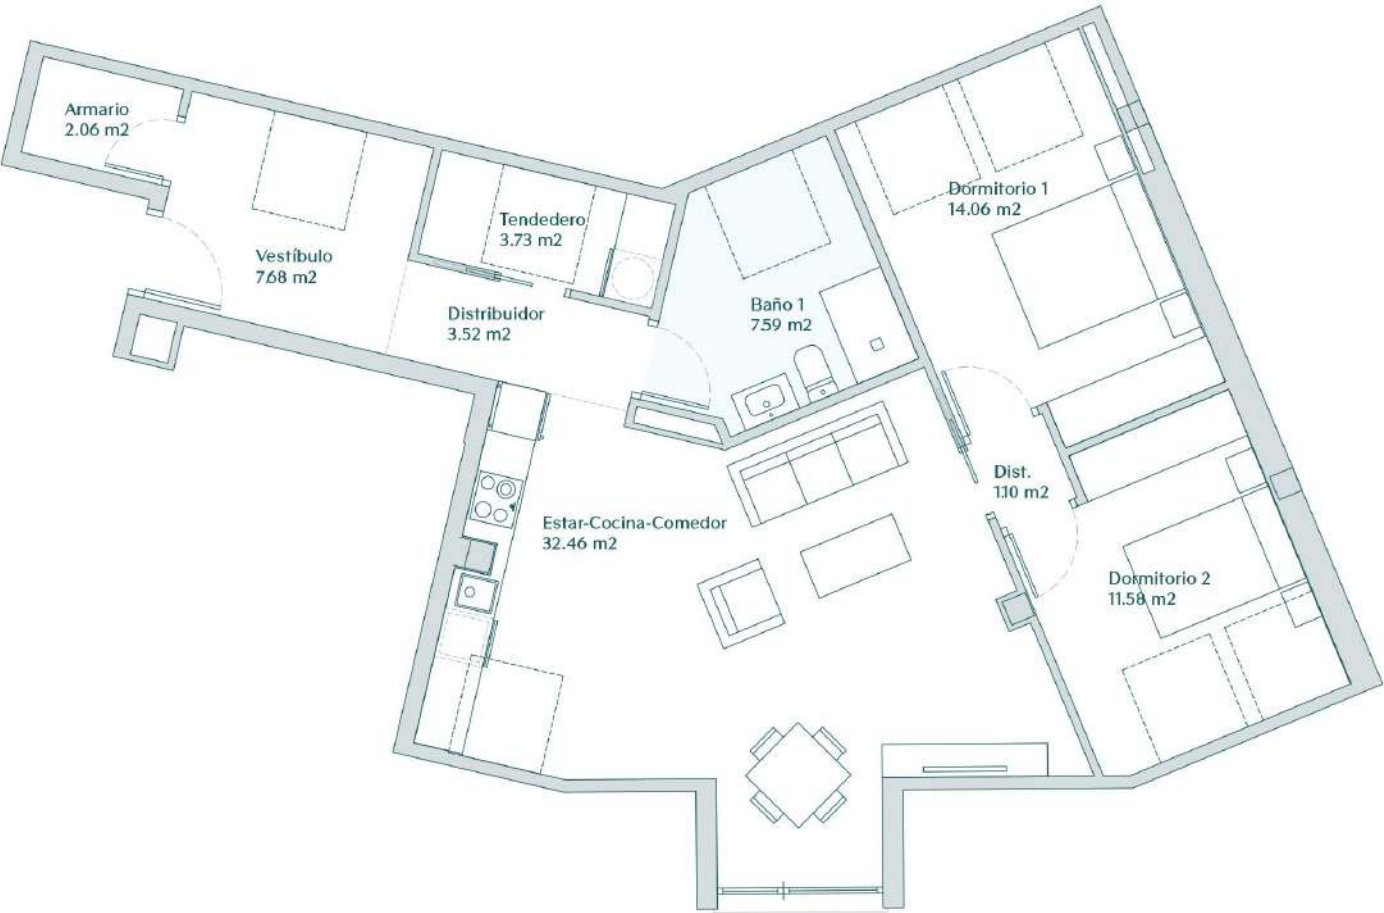 Armario
2.06 m2
Vestíbulo
7.68 m2
Tendedero
3.73 m2
Distribuidor
3.52 m2
Baño 1
7.59 m2
Dormitorio 1
14.06 m2
Dist.
1.10 m2
Estar-Cocina-Comedor
32.46 m2
Dormitorio 2
11.58 m2